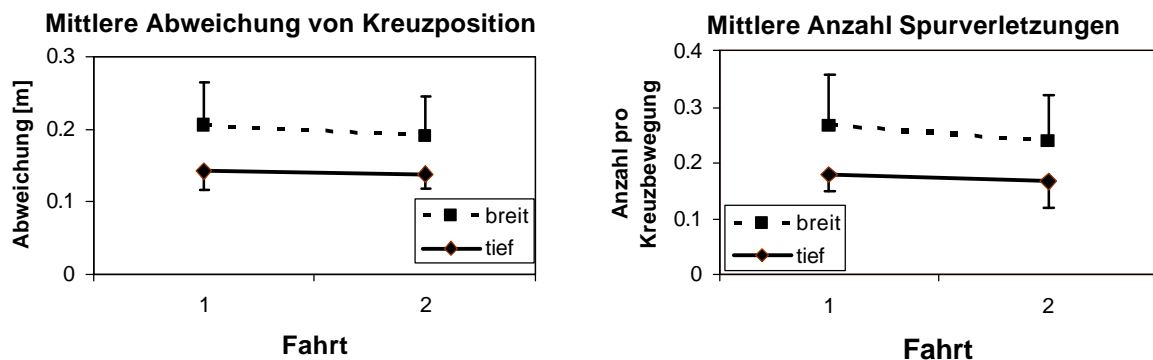 Mittlere Abweichung von Kreuzposition
Abweichung [m]
0.3
0.2
0.1
0
breit
tief
1
2
Fahrt
Mittlere Anzahl Spurverletzungen
Anzahl pro
Kreuzbewegung
0.4
0.3
0.2
0.1
0
breit
tief
1
2
Fahrt